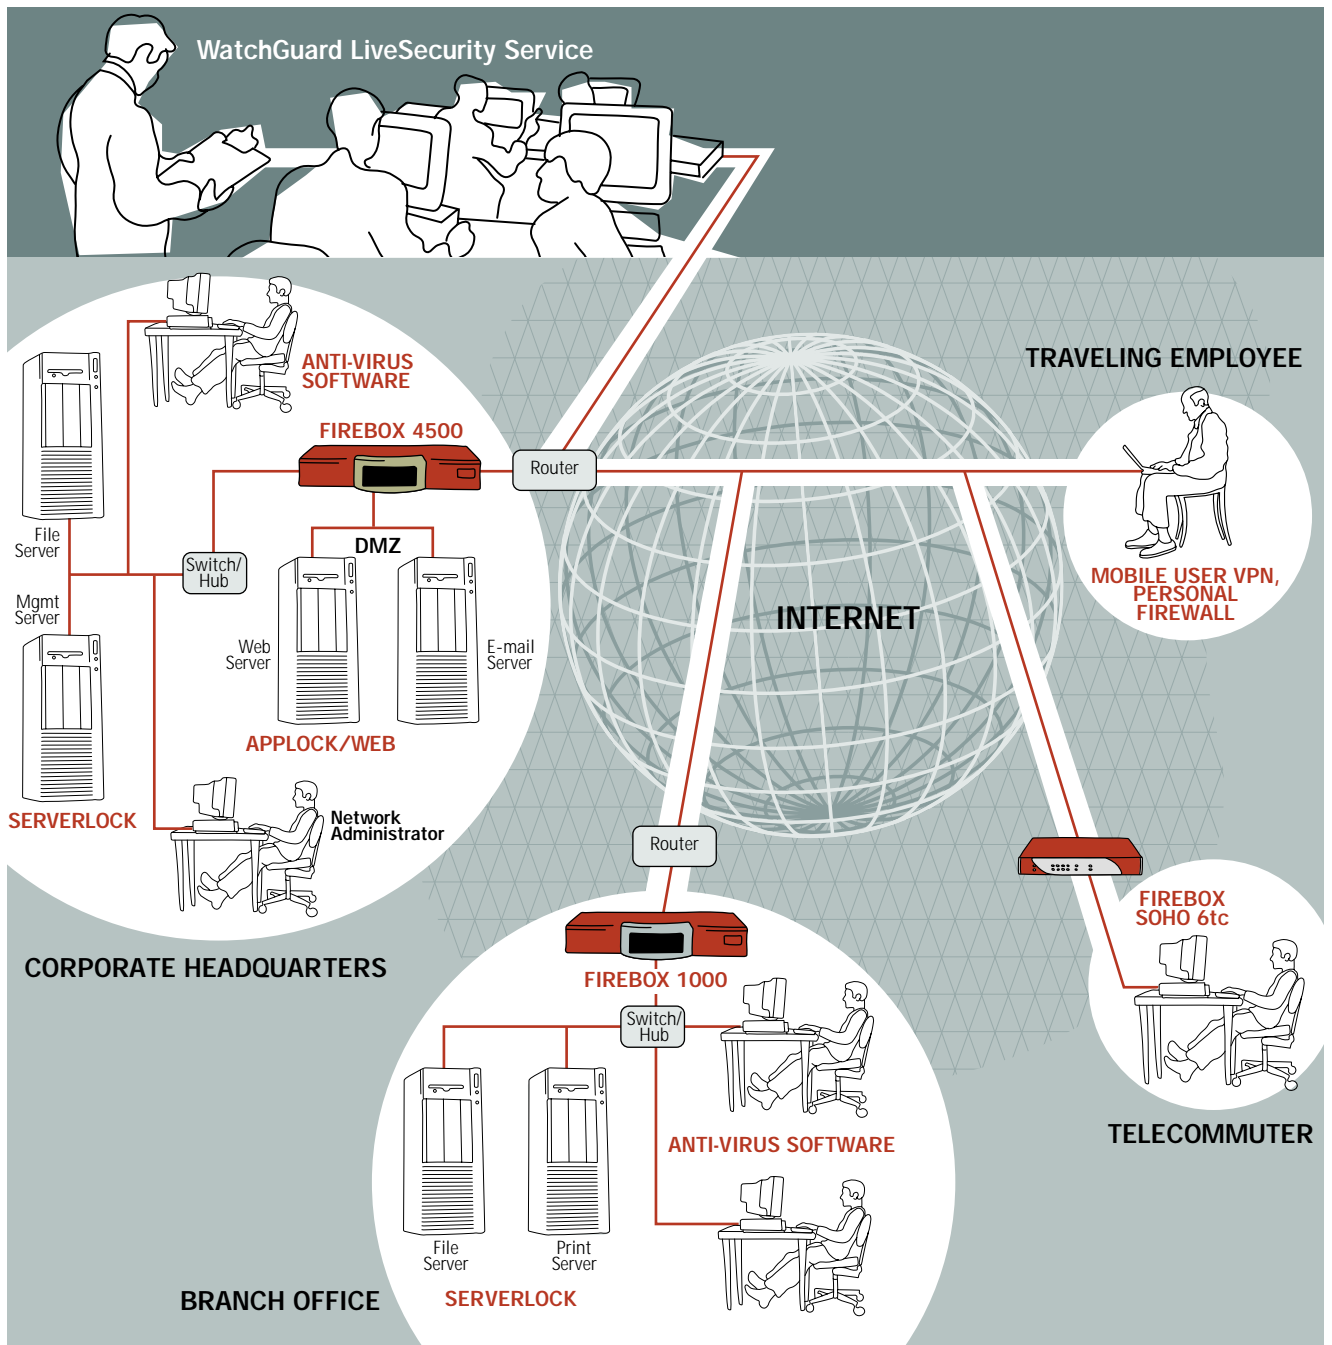 WatchGuard LiveSecurity Service
ANTI-VIRUS
SOFTWARE
TRAVELING EMPLOYEE
FIREBOX 4500
Router
File
Server
DMZ
Switch/
Hub
Mgmt
Server
Web
Server
E-mail
Server
APPLOCK/WEB
INTERNET
MOBILE USER VPN,
PERSONAL
FIREWALL
SERVERLOCK
Network
Administrator
CORPORATE HEADQUARTERS
Router
FIREBOX
SOHO 6tc
FIREBOX 1000
Switch/
Hub
TELECOMMUTER
ANTI-VIRUS SOFTWARE
File
Server
Print
Server
SERVERLOCK
BRANCH OFFICE